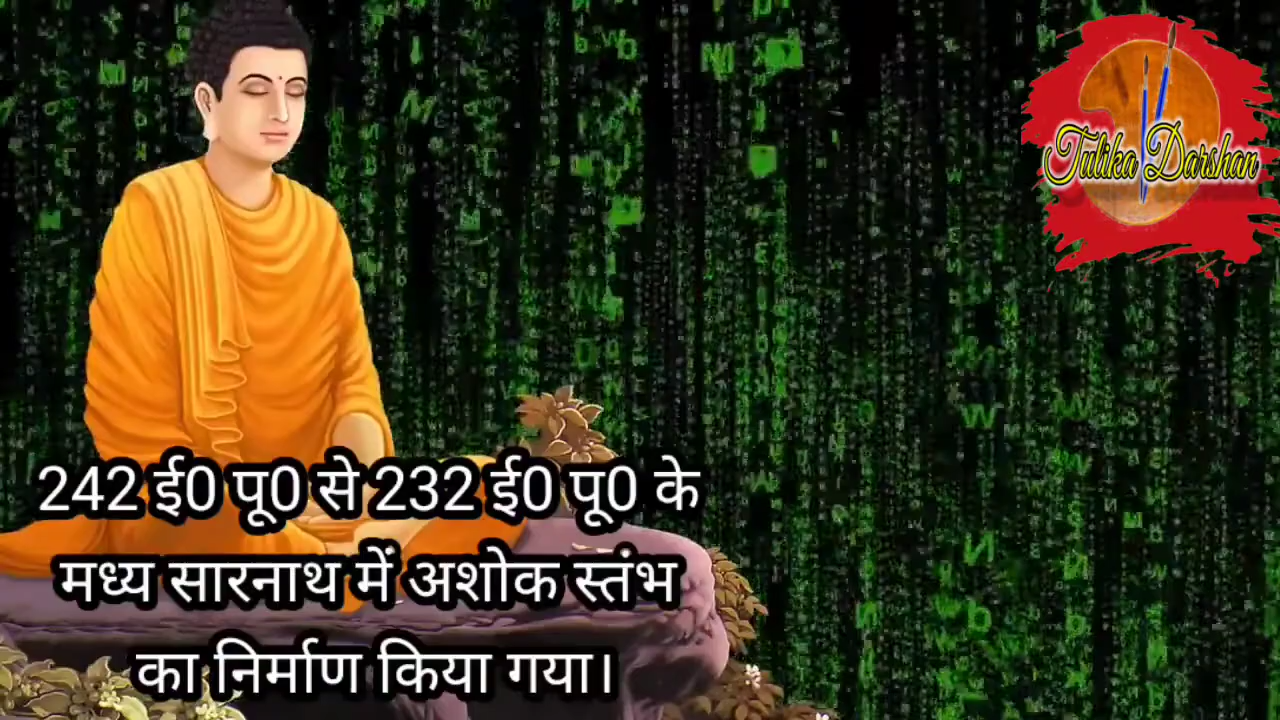 Tulika Darshan
242 ई0 पू0 से 232 ई0 पू0 के
मध्य सारनाथ में अशोक स्तंभ
का निर्माण किया गया।